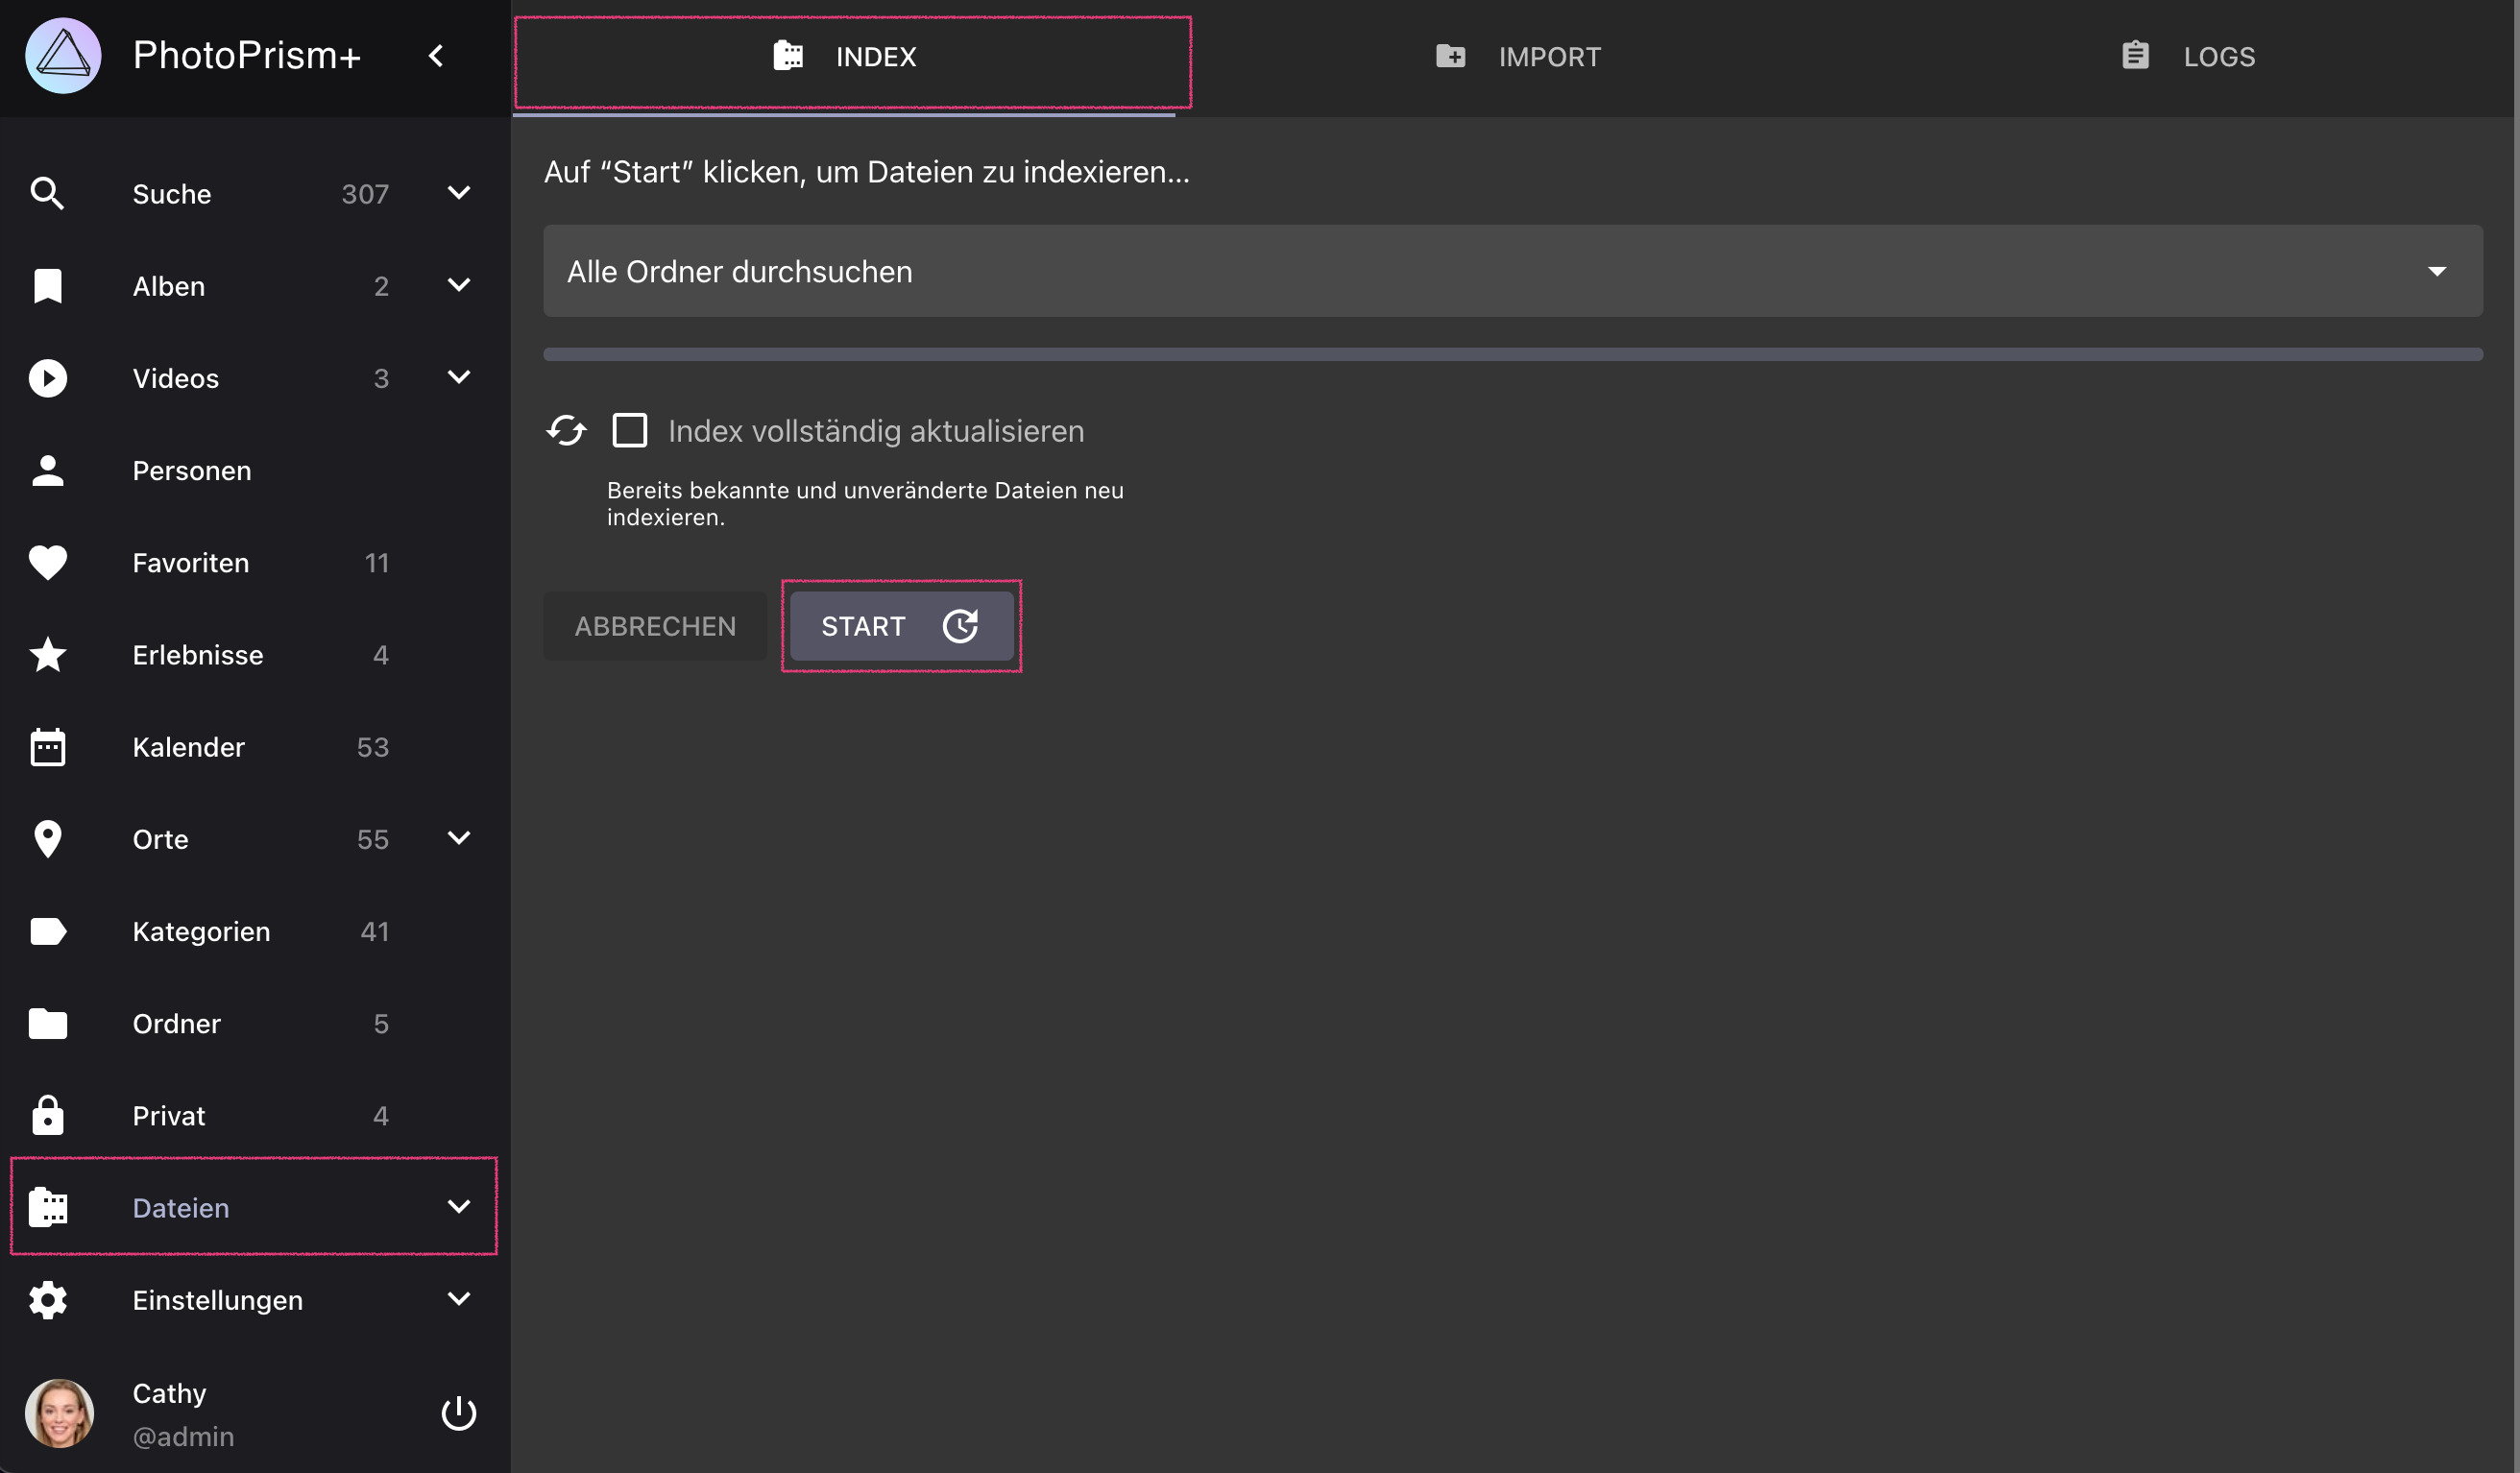 PhotoPrism+
INDEX
IMPORT
LOGS
Suche 307
Alben 2
Videos 3
Personen
Favoriten 11
Erlebnisse 4
Kalender 53
Orte 55
Kategorien 41
Ordner 5
Privat 4
Dateien
Einstellungen
Cathy
@admin
Auf “Start” klicken, um Dateien zu indexieren...
Alle Ordner durchsuchen
Index vollständig aktualisieren
Bereits bekannte und unveränderte Dateien neu
indexieren.
ABBRECHEN
START